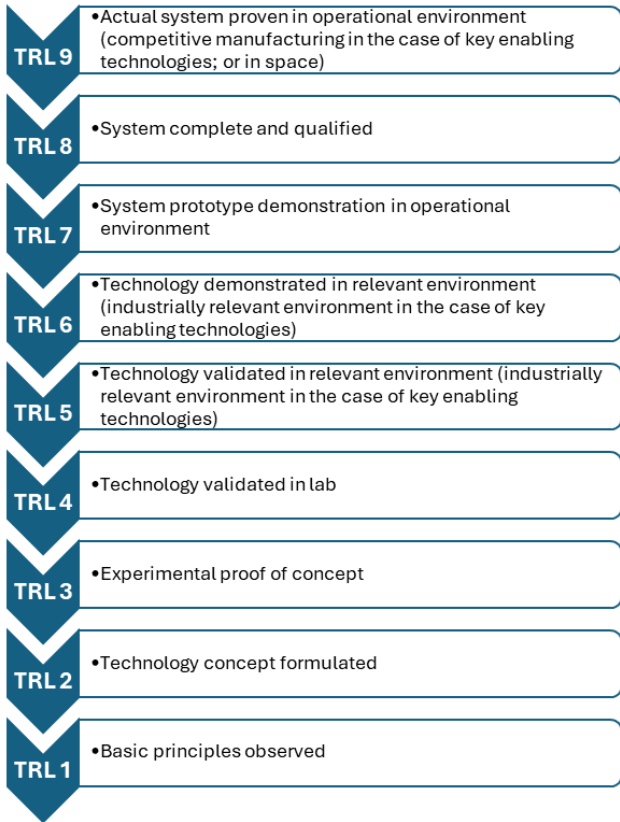 •Actual system proven in operational environment
(competitive manufacturing in the case of key enabling
technologies; or in space)
TRL 9
•System complete and qualified
TRL 8
•System prototype demonstration in operational
environment
TRL 7
•Technology demonstrated in relevant environment
(industrially relevant environment in the case of key
enabling technologies)
TRL 6
•Technology validated in relevant environment (industrially
relevant environment in the case of key enabling
technologies)
TRL 5
•Technology validated in lab
TRL 4
•Experimental proof of concept
TRL 3
•Technology concept formulated
TRL 2
•Basic principles observed
TRL 1